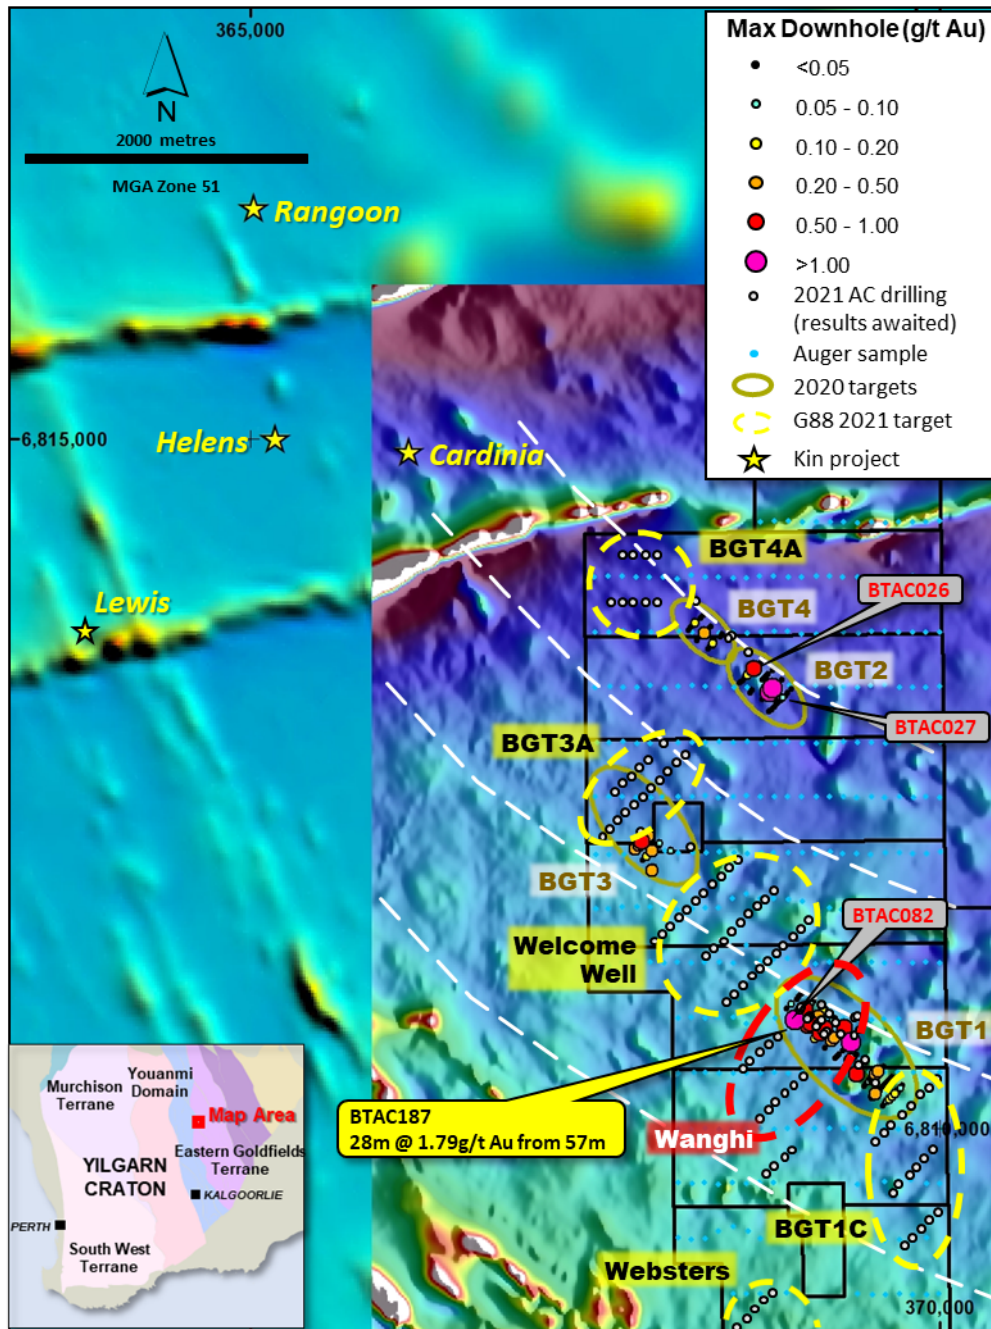 365,000
N
2000 metres
MGA Zone 51
Max Downhole (g/t Au)
<0.05
0.05 - 0.10
0.10 - 0.20
0.20 - 0.50
0.50 - 1.00
>1.00
2021 AC drilling
(results awaited)
Auger sample
2020 targets
G88 2021 target
Kin project
Rangoon
6,815,000
Helens
Cardinia
Lewis
BGT4A
BGT4
BTAC026
BGT2
BTAC027
BGT3A
BGT3
BTAC082
Welcome
Well
BGT1
BTAC187
28m @ 1.79g/t Au from 57m
Wanghi
6,810,000
BGT1C
Websters
370,000
Murchison
Terrane
Youanmi
Domain
Map Area
Eastern Goldfields
Terrane
YILGARN
CRATON
KALGOORLIE
PERTH
South West
Terrane